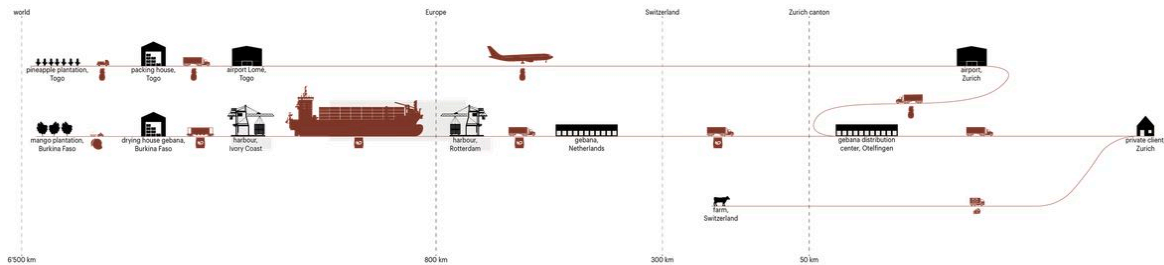 world
Europe
Switzerland
Zurich canton
pineapple plantation,
Togo
packing house,
Togo
airport Lomé,
Togo
airport,
Zurich
mango plantation,
Burkina Faso
drying house gebana,
Burkina Faso
harbour,
Ivory Coast
harbour,
Rotterdam
gebana,
Netherlands
gebana distribution
center, Otelfingen
private client,
Zurich
farm,
Switzerland
6'500 km
800 km
300 km
50 km